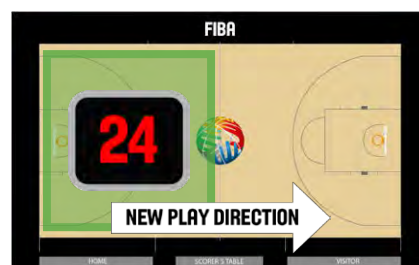 FIBA
24
NEW PLAY DIRECTION
HOME
SCORER'S TABLE
VISITOR